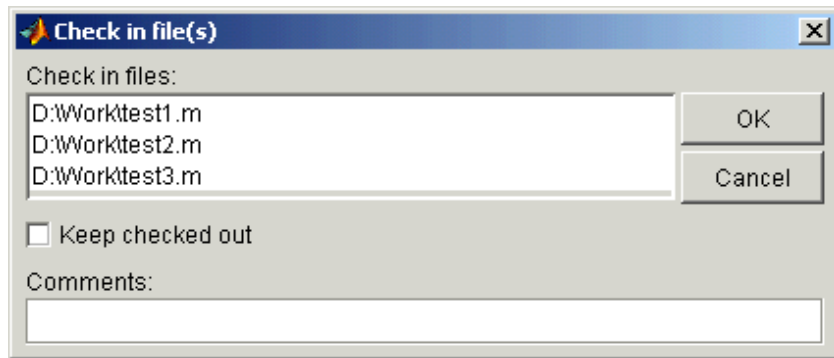 Check in file(s)
Check in files:
D:\Work\test1.m
D:\Work\test2.m
D:\Work\test3.m
OK
Cancel
Keep checked out
Comments: